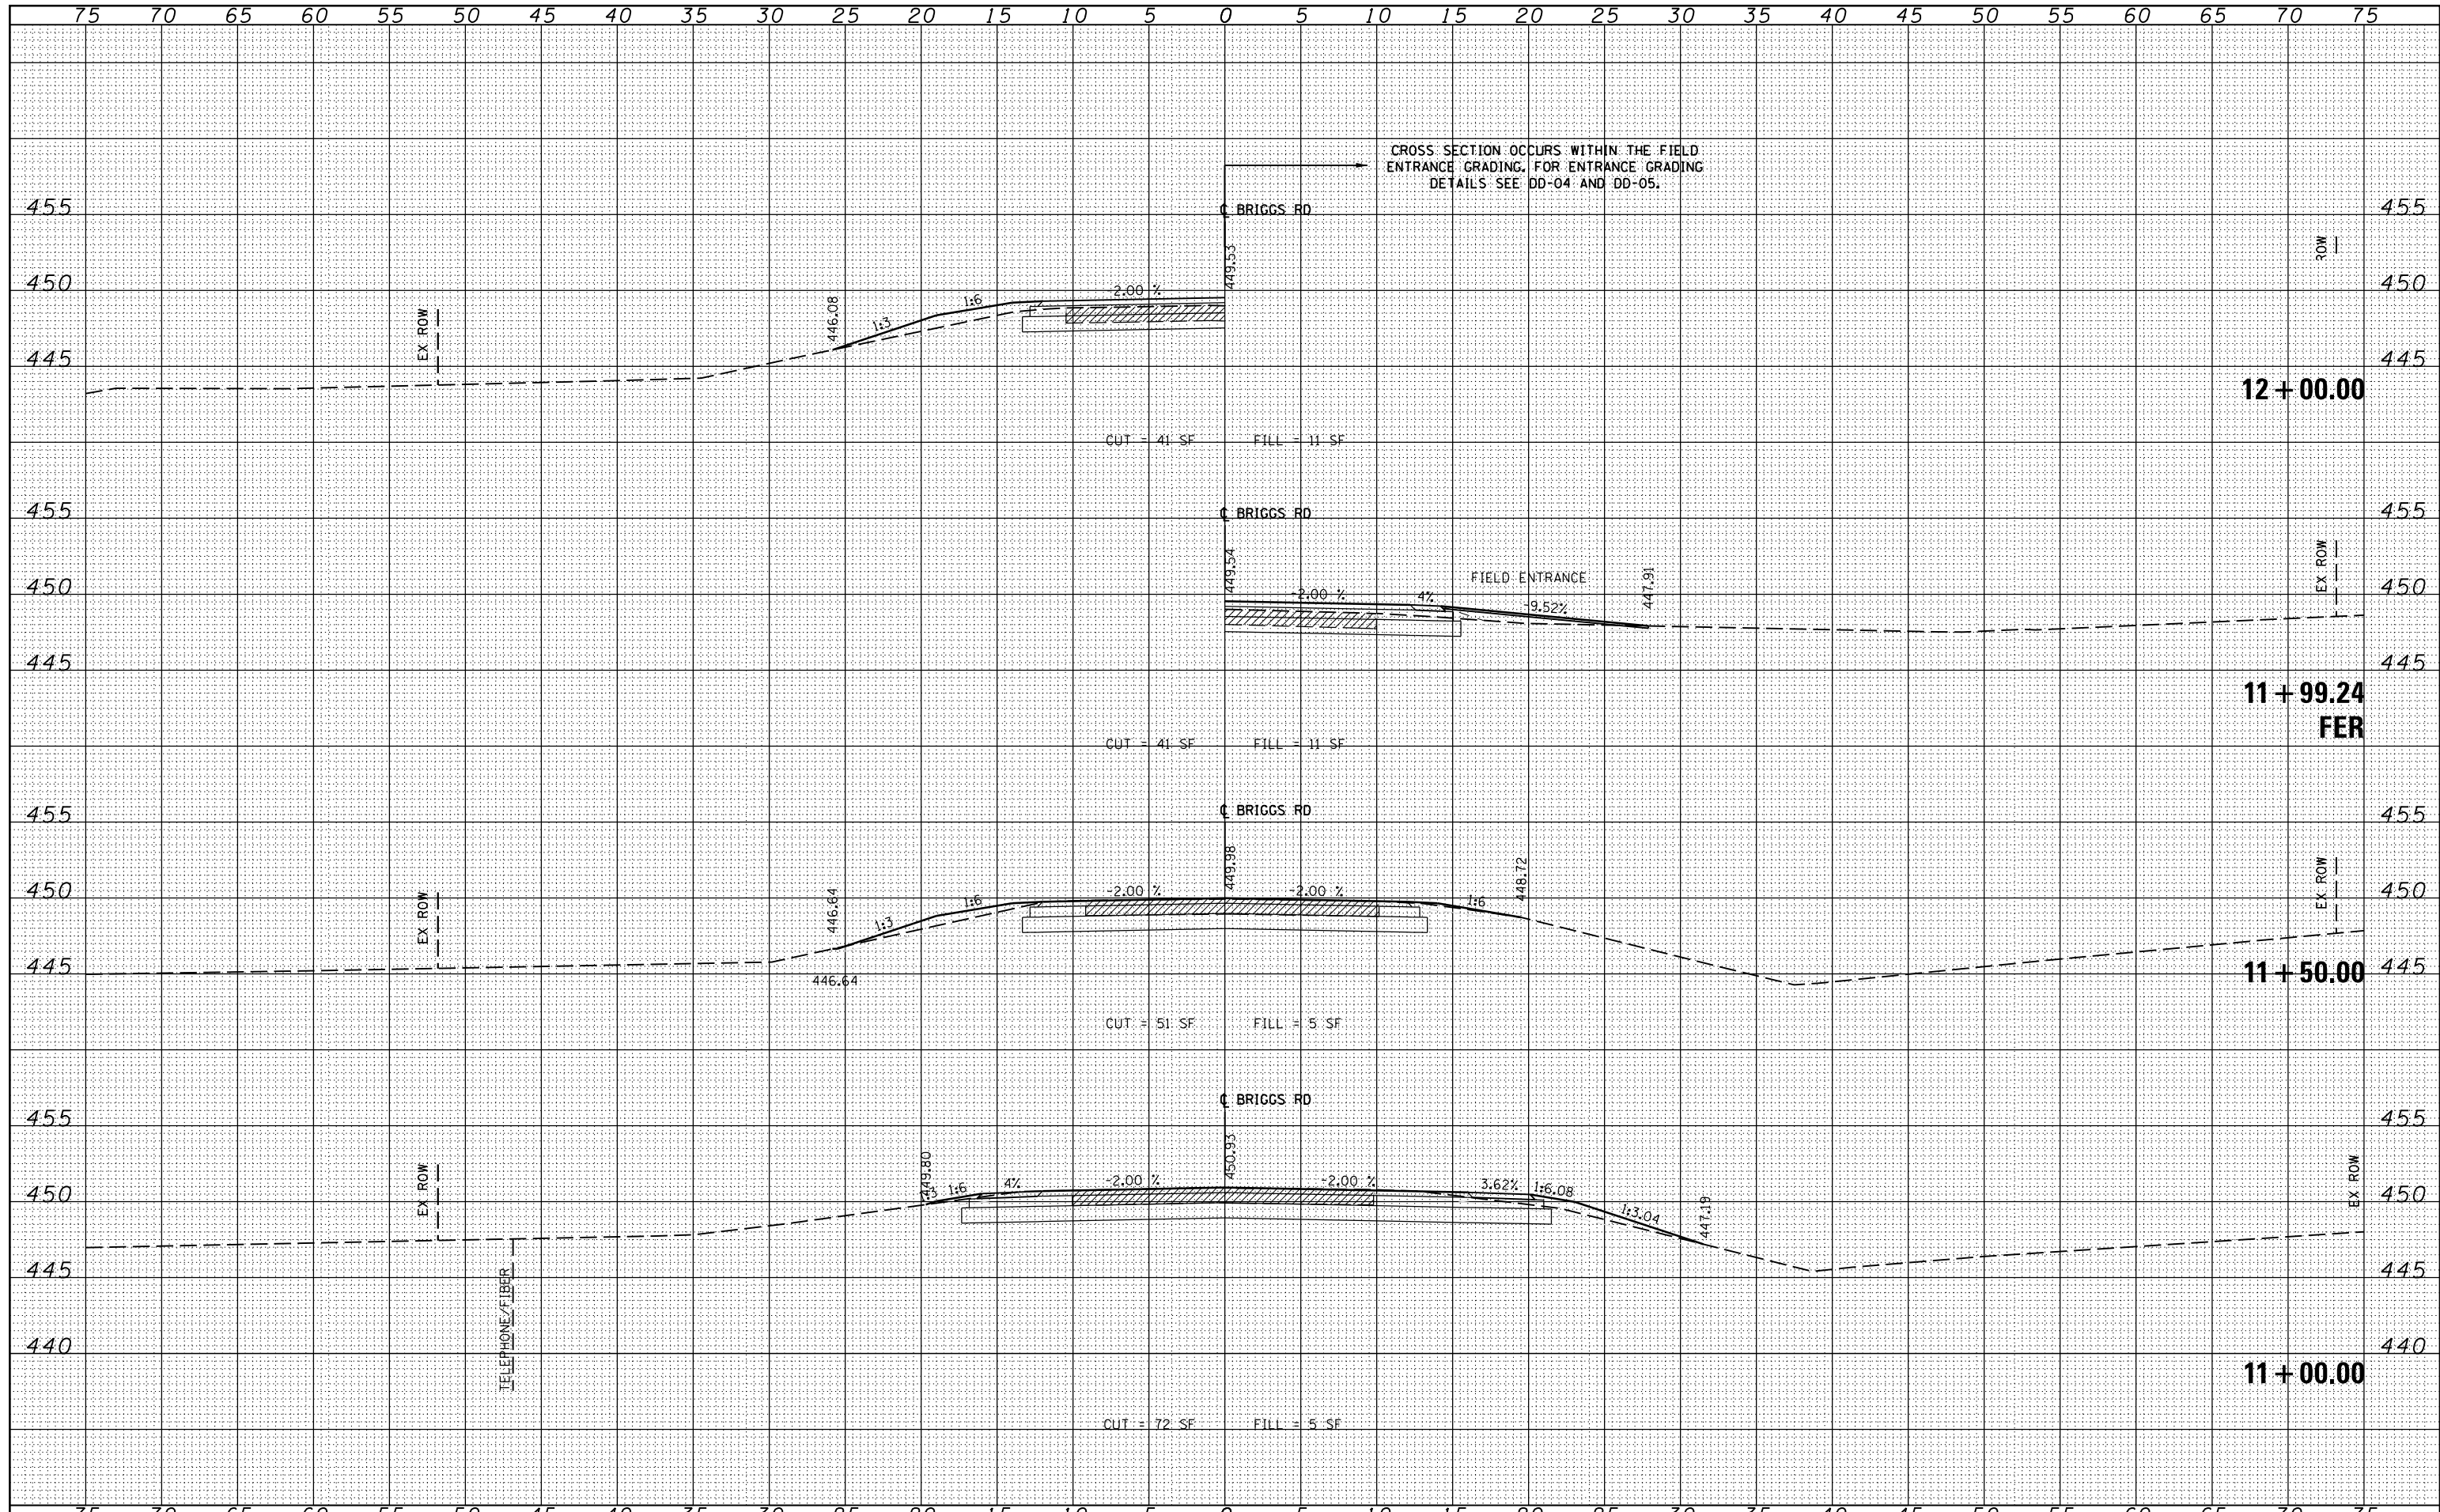 75 70 65 60 55 50 45 40 35 30 25 20 15 10 5 0 5 10 15 20 25 30 35 40 45 50 55 60 65 70 75
CROSS SECTION OCCURS WITHIN THE FIELD
ENTRANCE GRADING. FOR ENTRANCE GRADING
DETAILS SEE DD-04 AND DD-05.
455 ℄ BRIGGS RD 455
ROW
449.53
450 -2.00 % 450
EX ROW
446.08
1:3
1:6
445 445
12+00.00
CUT = 41 SF FILL = 11 SF
455 ℄ BRIGGS RD 455
449.54
FIELD ENTRANCE
447.91
EX ROW
450 -2.00 % 4% -9.52% 450
445 445
11+99.24
FER
CUT = 41 SF FILL = 11 SF
455 ℄ BRIGGS RD 455
449.98
448.72
EX ROW
450 -2.00 % -2.00 % 450
EX ROW
446.64
1:3
1:6
1:6
445 445
446.64
11+50.00
CUT = 51 SF FILL = 5 SF
455 ℄ BRIGGS RD 455
450.93
EX ROW
EX ROW
449.80
1:3 1:6 4% -2.00 % -2.00 % 3.62% 1:6.08
450 450
1:3.04
447.19
445 445
TELEPHONE/FIBER
440 440
11+00.00
CUT = 72 SF FILL = 5 SF
75 70 65 60 55 50 45 40 35 30 25 20 15 10 5 0 5 10 15 20 25 30 35 40 45 50 55 60 65 70 75